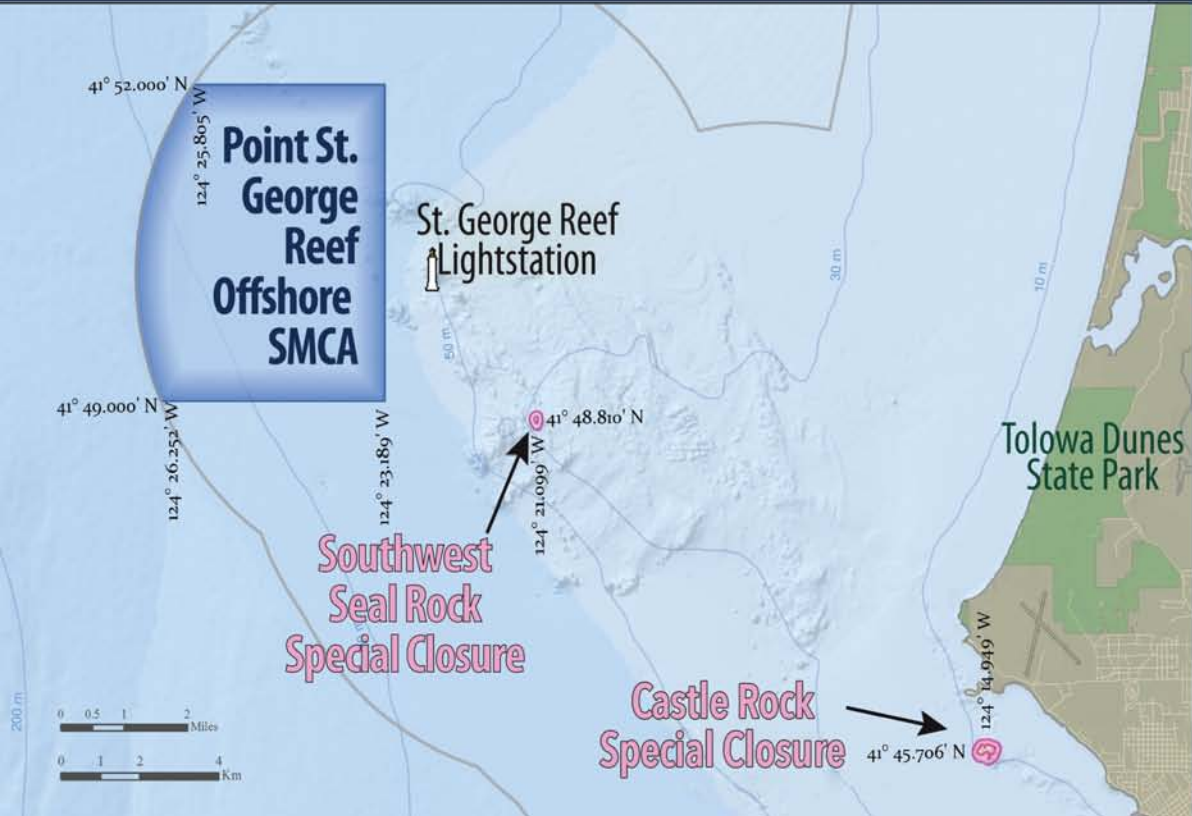 41° 52.000' N
124° 25.805' W
Point St.
George
Reef
Offshore
SMCA
St. George Reef
Lightstation
30 m
10 m
50 m
41° 49.000' N
124° 26.252' W
124° 23.189' W
41° 48.810' N
124° 21.099' W
Tolowa Dunes
State Park
Southwest
Seal Rock
Special Closure
Castle Rock
Special Closure
124° 14.949' W
41° 45.706' N
200 m
0 0.5 1 2
Miles
0 1 2 4
Km